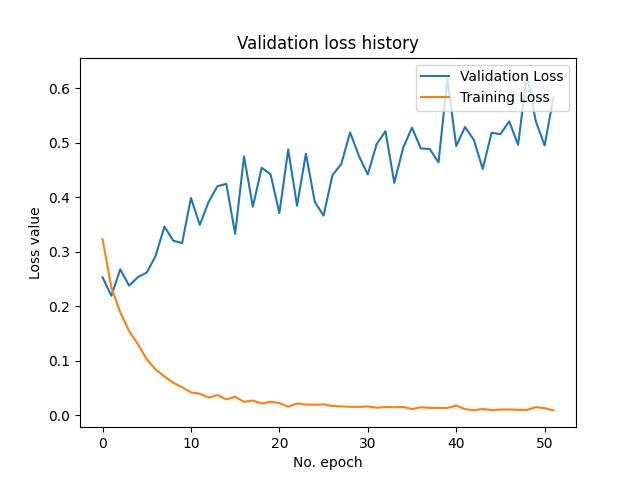 Validation loss history
Validation Loss
Training Loss
0.6
0.5
0.4
0.3
0.2
0.1
0.0
Loss value
0 10 20 30 40 50
No. epoch